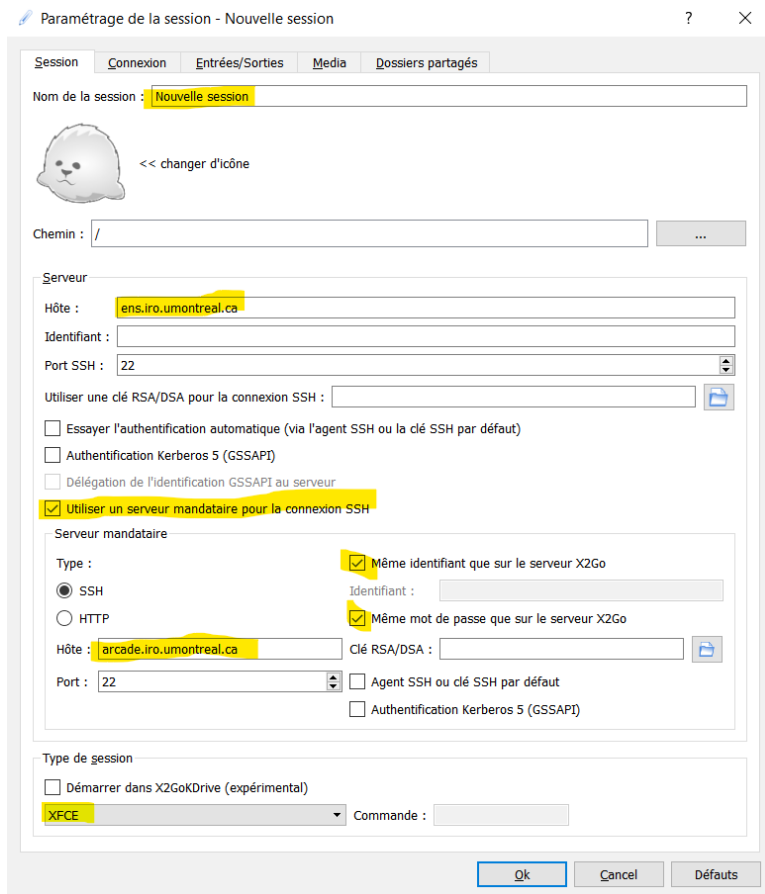 Paramétrage de la session - Nouvelle session ?
Session Connexion Entrées/Sorties Media Dossiers partagés
Nom de la session : Nouvelle session
<< changer d'icône
Chemin : / ...
Serveur
Hôte : ens.iro.umontreal.ca
Identifiant :
Port SSH : 22
Utiliser une clé RSA/DSA pour la connexion SSH :
Essayer l'authentification automatique (via l'agent SSH ou la clé SSH par défaut)
Authentification Kerberos 5 (GSSAPI)
Délégation de l'identification GSSAPI au serveur
Utiliser un serveur mandataire pour la connexion SSH
Serveur mandataire
Type : Même identifiant que sur le serveur X2Go
SSH Identifiant :
HTTP Même mot de passe que sur le serveur X2Go
Hôte : arcade.iro.umontreal.ca Clé RSA/DSA :
Port : 22 Agent SSH ou clé SSH par défaut
Authentification Kerberos 5 (GSSAPI)
Type de session
Démarrer dans X2GoKDrive (expérimental)
XFCE Commande :
Ok Cancel Défauts